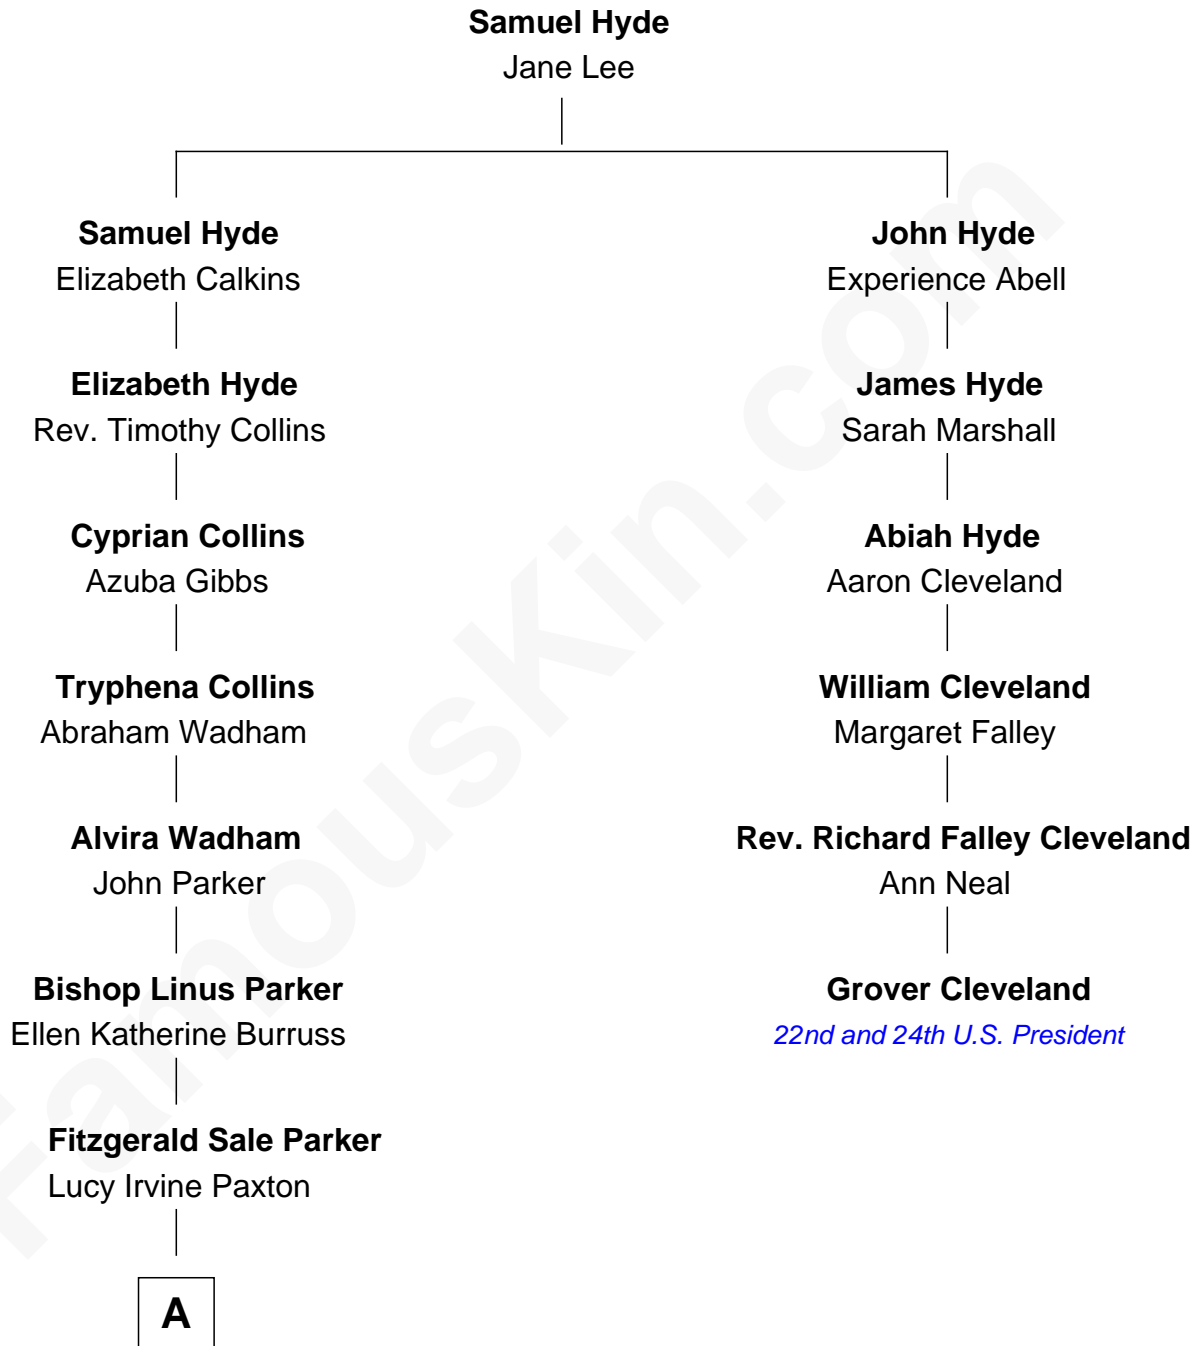 Samuel Hyde
Jane Lee
Samuel Hyde
Elizabeth Calkins
John Hyde
Experience Abell
Elizabeth Hyde
Rev. Timothy Collins
James Hyde
Sarah Marshall
Cyprian Collins
Azuba Gibbs
Abiah Hyde
Aaron Cleveland
Tryphena Collins
Abraham Wadham
William Cleveland
Margaret Falley
Alvira Wadham
John Parker
Rev. Richard Falley Cleveland
Ann Neal
Bishop Linus Parker
Ellen Katherine Burruss
Grover Cleveland
22nd and 24th U.S. President
Fitzgerald Sale Parker
Lucy Irvine Paxton
A
FamousKin.com